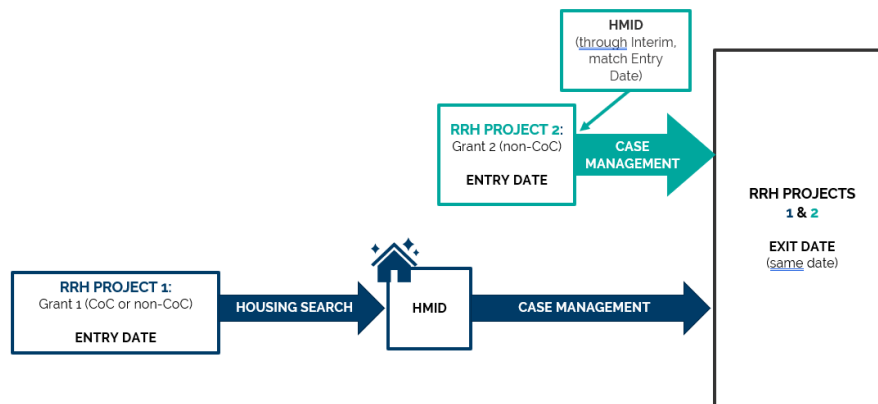 HMID
(through Interim,
match Entry
Date)
RRH PROJECT 2:
Grant 2 (non-CoC)
ENTRY DATE
CASE
MANAGEMENT
RRH PROJECTS
1 & 2
EXIT DATE
(same date)
RRH PROJECT 1:
Grant 1 (CoC or non-CoC)
ENTRY DATE
HOUSING SEARCH
HMID
CASE MANAGEMENT